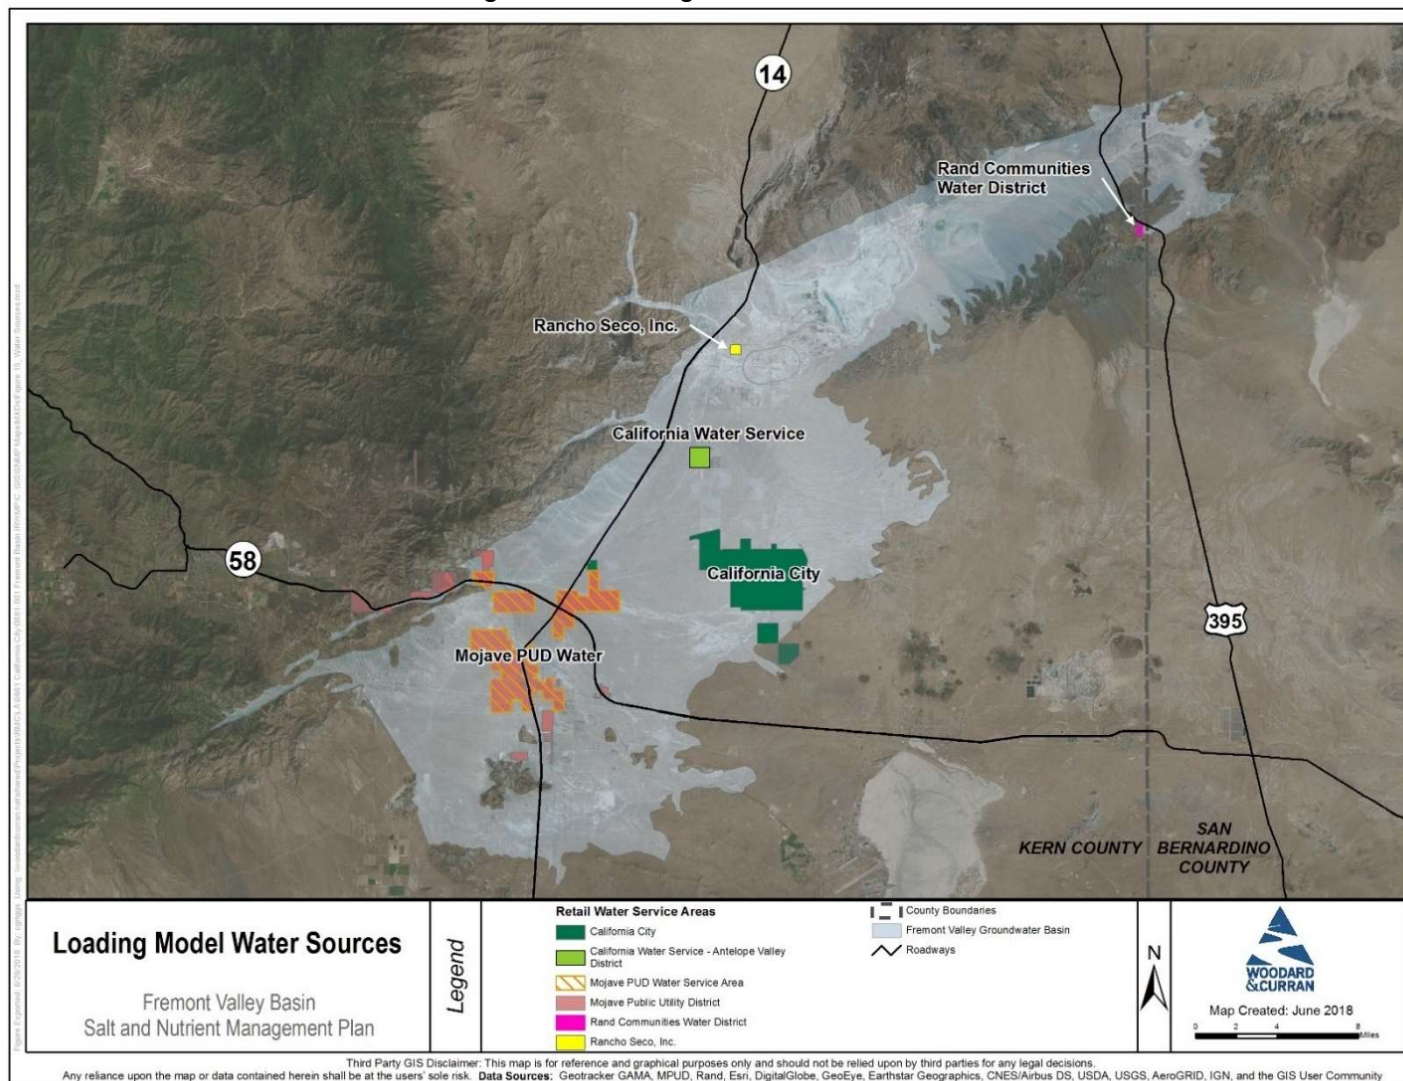 14
Rand Communities
Water District
Rancho Seco, Inc.
California Water Service
58
California City
395
Mojave PUD Water
KERN COUNTY
SAN
BERNARDINO
COUNTY
Loading Model Water Sources
Fremont Valley Basin
Salt and Nutrient Management Plan
Legend
Retail Water Service Areas
California City
California Water Service - Antelope Valley
District
Mojave PUD Water Service Area
Mojave Public Utility District
Rand Communities Water District
Rancho Seco, Inc.
County Boundaries
Fremont Valley Groundwater Basin
Roadways
N
WOODARD
&CURRAN
Map Created: June 2018
0 2 4 8
Miles
Third Party GIS Disclaimer: This map is for reference and graphical purposes only and should not be relied upon by third parties for any legal decisions.
Any reliance upon the map or data contained herein shall be at the users' sole risk. Data Sources: Geotracker GAMA, MPUD, Rand, Esri, DigitalGlobe, GeoEye, Earthstar Geographics, CNES/Airbus DS, USDA, USGS, AeroGRID, IGN, and the GIS User Community